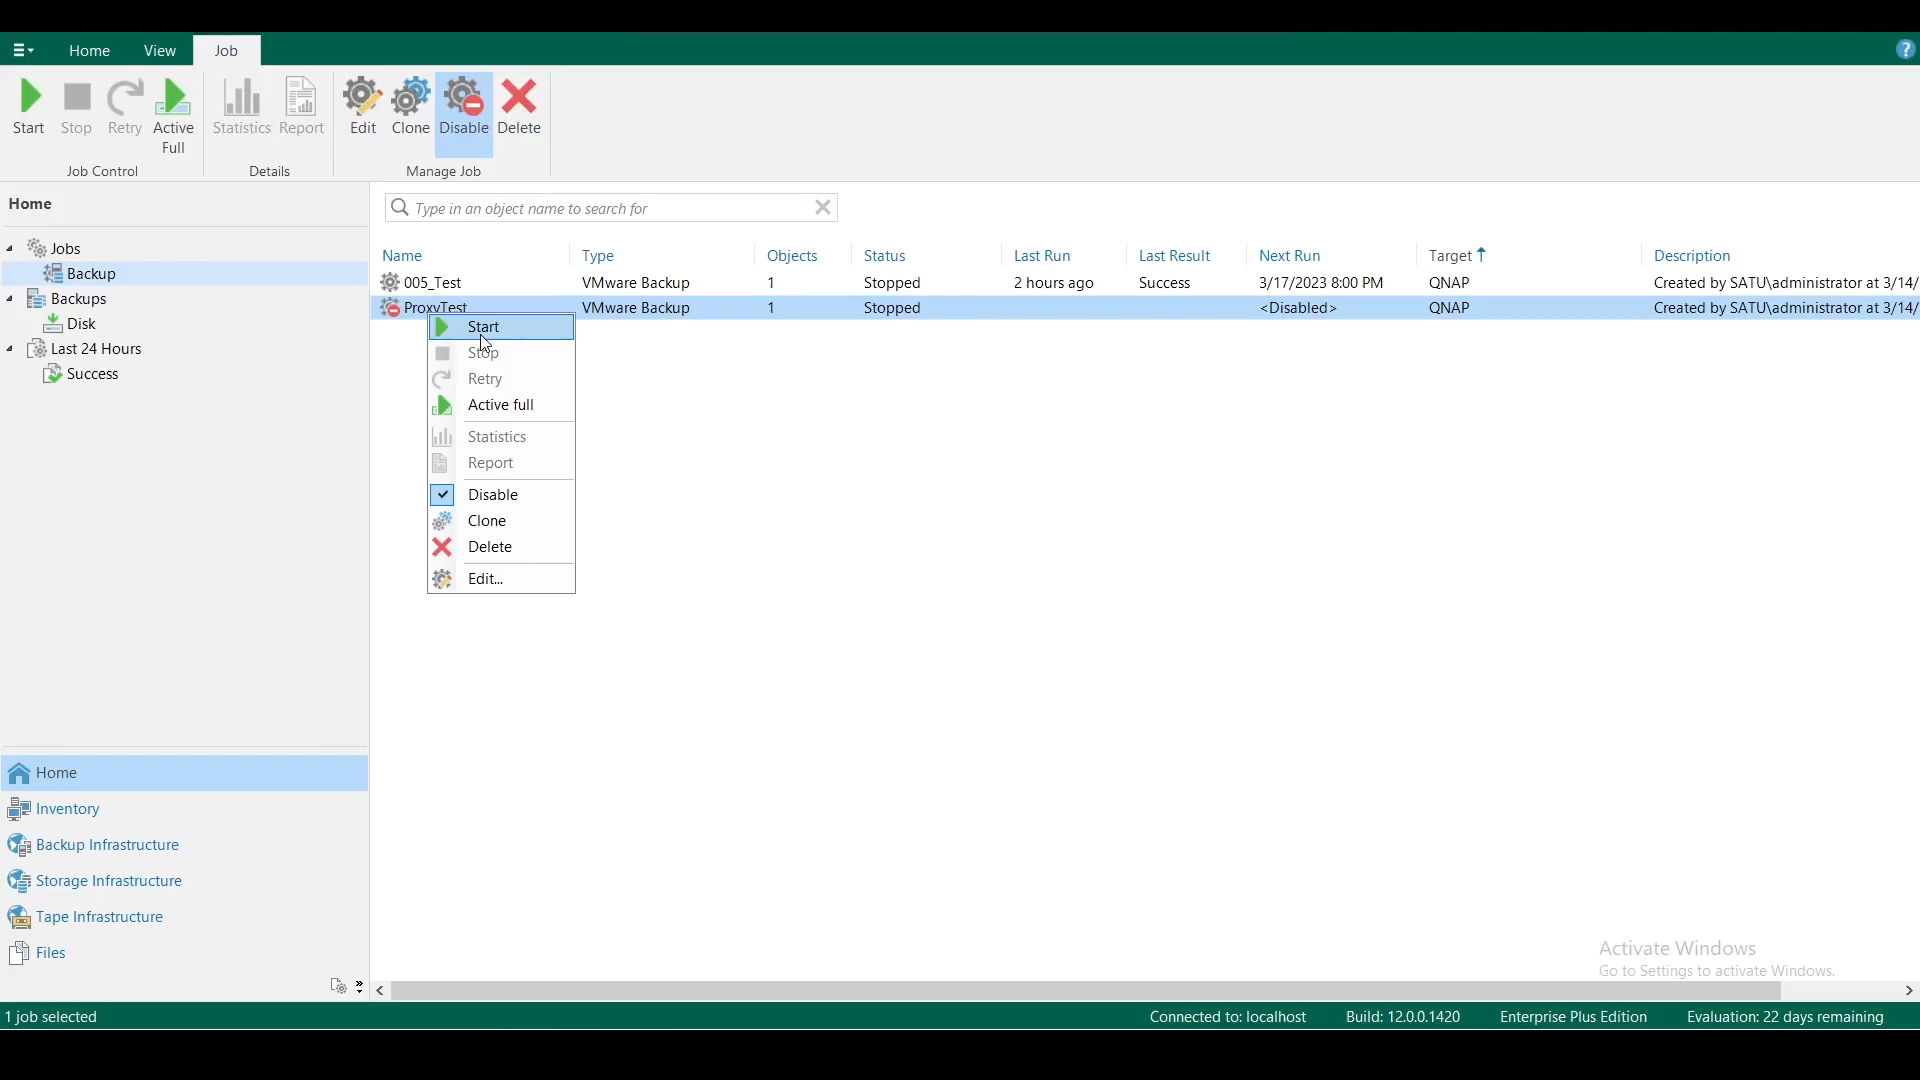 Home View Job
Start Stop Retry Active Full Statistics Report Edit Clone Disable Delete
Job Control Details Manage Job
Home
Jobs
Backup
Backups
Disk
Last 24 Hours
Success
Type in an object name to search for
Name Type Objects Status Last Run Last Result Next Run Target Description
005_Test VMware Backup 1 Stopped 2 hours ago Success 3/17/2023 8:00 PM QNAP Created by SATU\administrator at 3/14/
ProxyTest VMware Backup 1 Stopped <Disabled> QNAP Created by SATU\administrator at 3/14/
Start
Stop
Retry
Active full
Statistics
Report
Disable
Clone
Delete
Edit...
Home
Inventory
Backup Infrastructure
Storage Infrastructure
Tape Infrastructure
Files
Activate Windows
Go to Settings to activate Windows.
1 job selected Connected to: localhost Build: 12.0.0.1420 Enterprise Plus Edition Evaluation: 22 days remaining